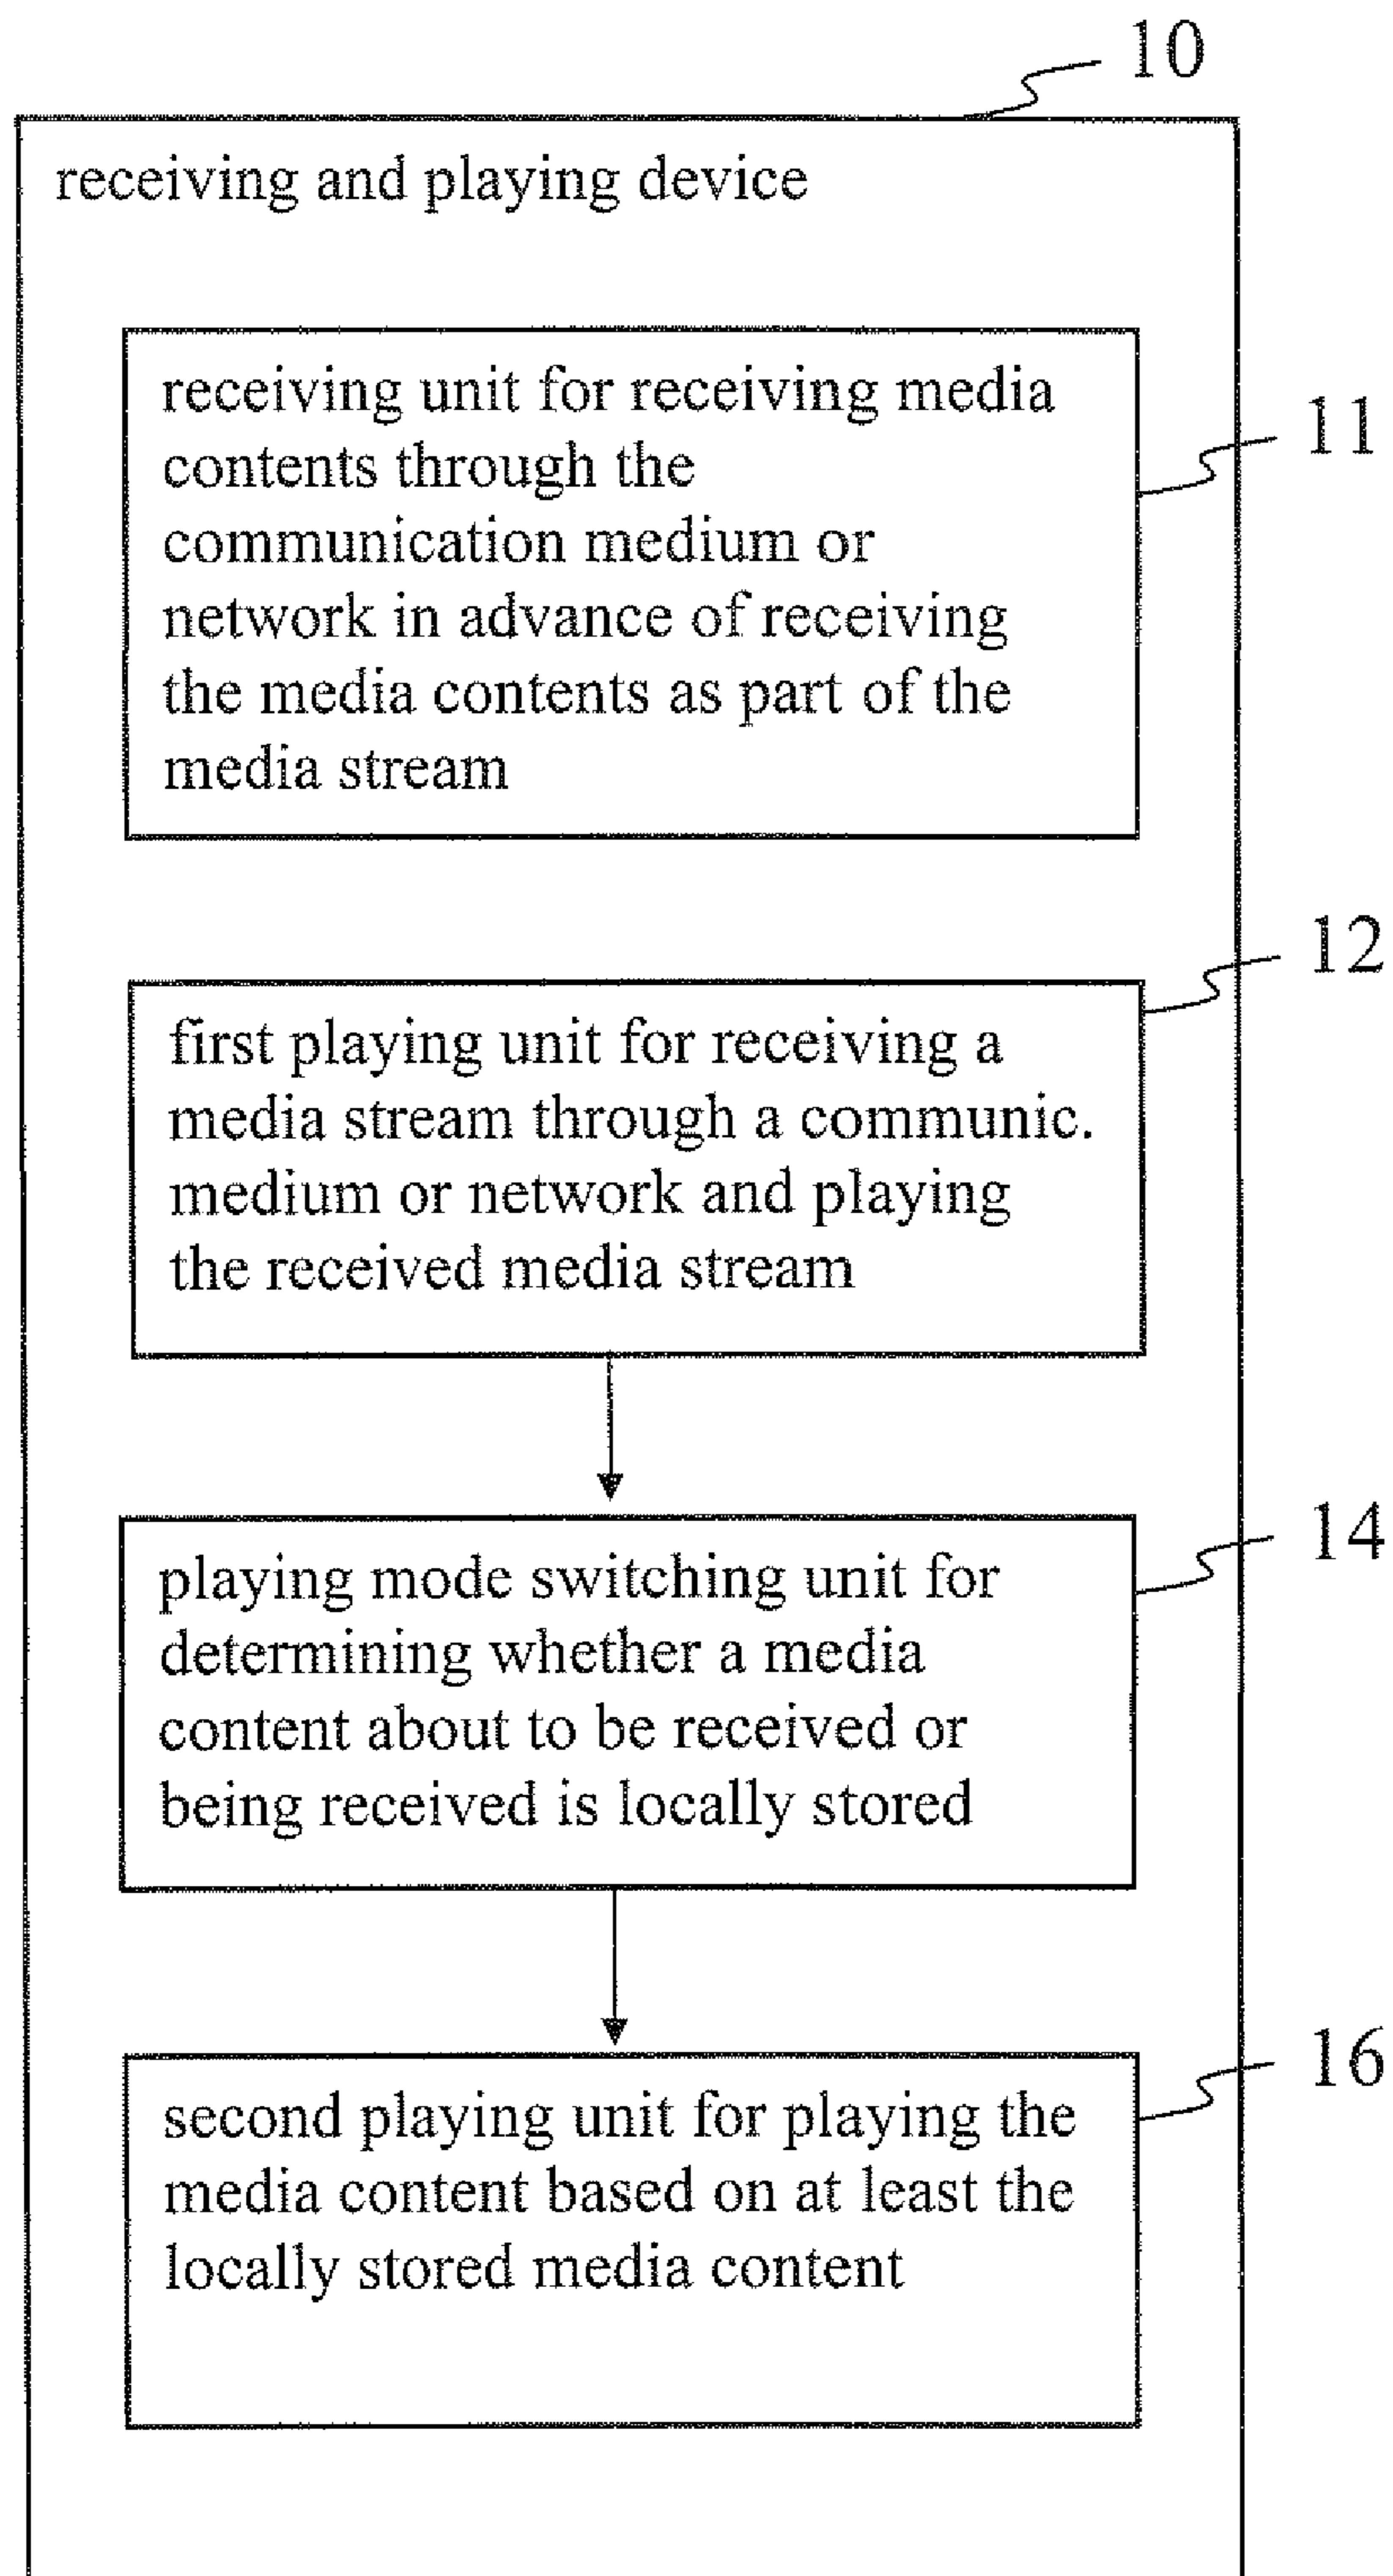 10
receiving and playing device
receiving unit for receiving media
contents through the
communication medium or
network in advance of receiving
the media contents as part of the
media stream
11
first playing unit for receiving a
media stream through a communic.
medium or network and playing
the received media stream
12
playing mode switching unit for
determining whether a media
content about to be received or
being received is locally stored
14
second playing unit for playing the
media content based on at least the
locally stored media content
16